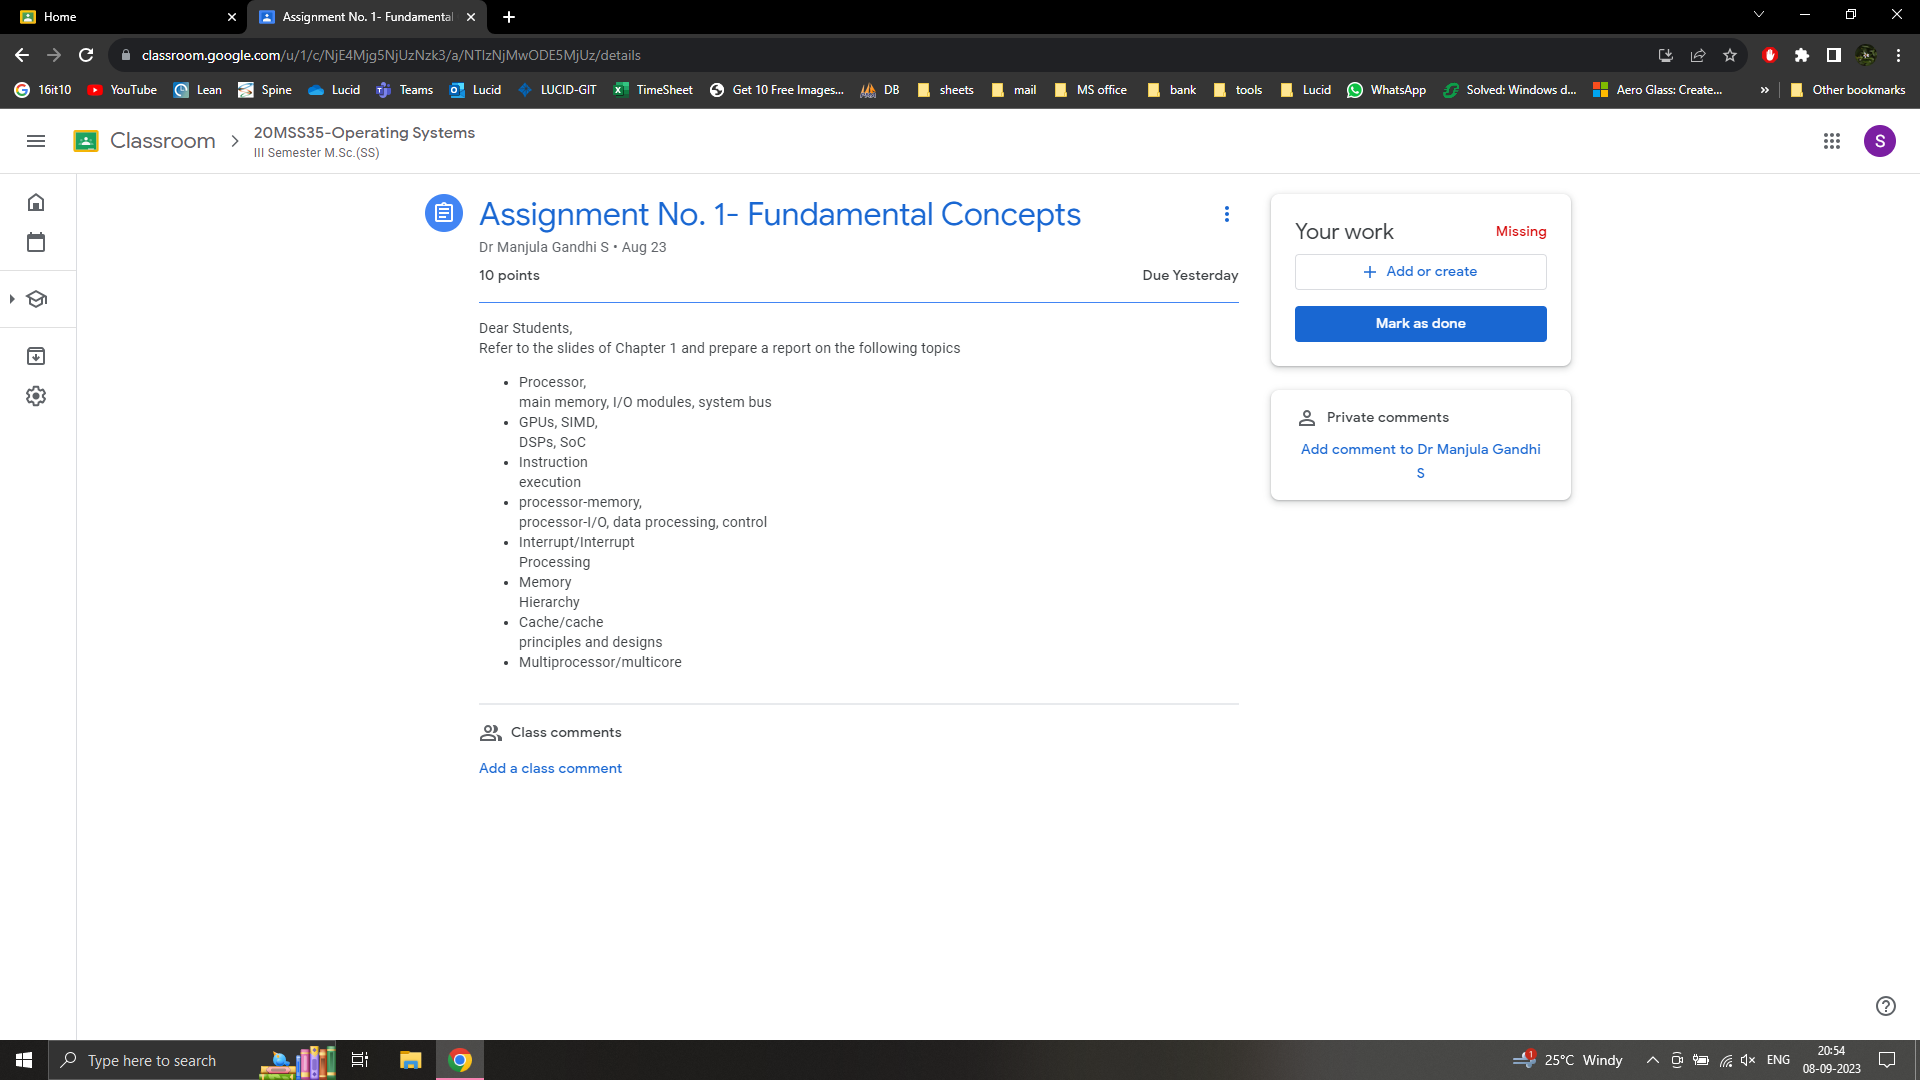 Home
Assignment No. 1- Fundamental
classroom.google.com/u/1/c/NjE4Mjg5NjUzNzk3/a/NTIzNjMwODE5MjUz/details
16it10 YouTube Lean Spine Lucid Teams Lucid LUCID-GIT TimeSheet Get 10 Free Images... DB sheets mail MS office bank tools Lucid WhatsApp Solved: Windows d... Aero Glass: Create... » Other bookmarks
Classroom
20MSS35-Operating Systems
III Semester M.Sc.(SS)
S
Assignment No. 1- Fundamental Concepts
Dr Manjula Gandhi S • Aug 23
10 points
Due Yesterday
Dear Students,
Refer to the slides of Chapter 1 and prepare a report on the following topics
• Processor,
main memory, I/O modules, system bus
• GPUs, SIMD,
DSPs, SoC
• Instruction
execution
• processor-memory,
processor-I/O, data processing, control
• Interrupt/Interrupt
Processing
• Memory
Hierarchy
• Cache/cache
principles and designs
• Multiprocessor/multicore
Class comments
Add a class comment
Your work
Missing
Add or create
Mark as done
Private comments
Add comment to Dr Manjula Gandhi
S
Type here to search
1
25°C Windy
ENG
20:54
08-09-2023